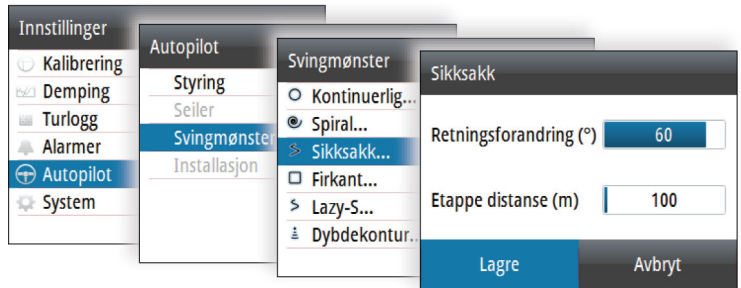 Innstillinger
Kalibrering
Demping
Turlogg
Alarmer
Autopilot
System
Autopilot
Styring
Seiler
Svingmønster
Installasjon
Svingmønster
Kontinuerlig...
Spiral...
Sikksakk...
Firkant...
Lazy-S...
Dybdekontur...
Sikksakk
Retningsforandring (°) 60
Etappe distanse (m) 100
Lagre Avbryt